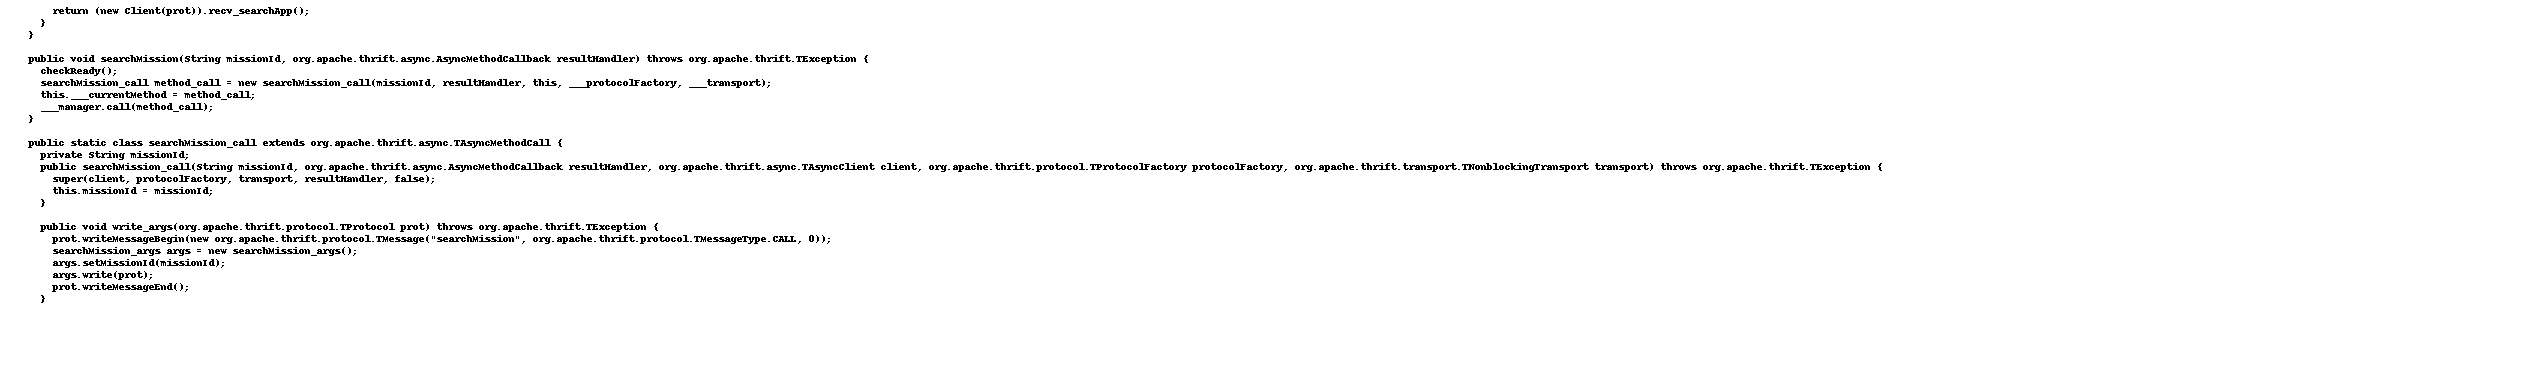 return (new Client(prot)).recv_searchApp();
}
}
public void searchMission(String missionId, org.apache.thrift.async.AsyncMethodCallback resultHandler) throws org.apache.thrift.TException {
checkReady();
searchMission_call method_call = new searchMission_call(missionId, resultHandler, this, ___protocolFactory, ___transport);
this.___currentMethod = method_call;
___manager.call(method_call);
}
public static class searchMission_call extends org.apache.thrift.async.TAsyncMethodCall {
private String missionId;
public searchMission_call(String missionId, org.apache.thrift.async.AsyncMethodCallback resultHandler, org.apache.thrift.async.TAsyncClient client, org.apache.thrift.protocol.TProtocolFactory protocolFactory, org.apache.thrift.transport.TNonblockingTransport transport) throws org.apache.thrift.TException {
super(client, protocolFactory, transport, resultHandler, false);
this.missionId = missionId;
}
public void write_args(org.apache.thrift.protocol.TProtocol prot) throws org.apache.thrift.TException {
prot.writeMessageBegin(new org.apache.thrift.protocol.TMessage("searchMission", org.apache.thrift.protocol.TMessageType.CALL, 0));
searchMission_args args = new searchMission_args();
args.setMissionId(missionId);
args.write(prot);
prot.writeMessageEnd();
}